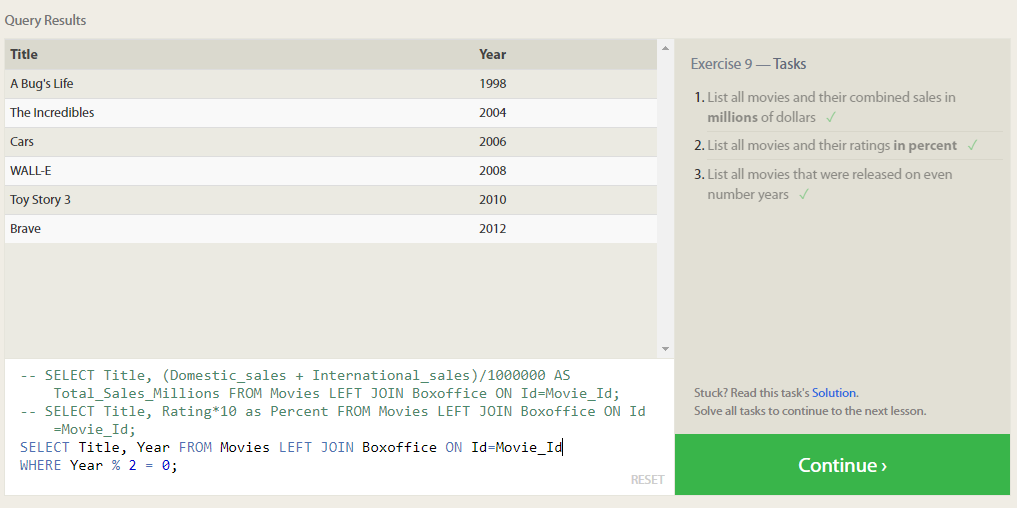 Query Results
Title Year
A Bug's Life 1998
The Incredibles 2004
Cars 2006
WALL-E 2008
Toy Story 3 2010
Brave 2012
-- SELECT Title, (Domestic_sales + International_sales)/1000000 AS
Total_Sales_Millions FROM Movies LEFT JOIN Boxoffice ON Id=Movie_Id;
-- SELECT Title, Rating*10 as Percent FROM Movies LEFT JOIN Boxoffice ON Id
=Movie_Id;
SELECT Title, Year FROM Movies LEFT JOIN Boxoffice ON Id=Movie_Id
WHERE Year % 2 = 0;
RESET
Exercise 9 — Tasks
1. List all movies and their combined sales in
millions of dollars ✓
2. List all movies and their ratings in percent ✓
3. List all movies that were released on even
number years ✓
Stuck? Read this task's Solution.
Solve all tasks to continue to the next lesson.
Continue ›